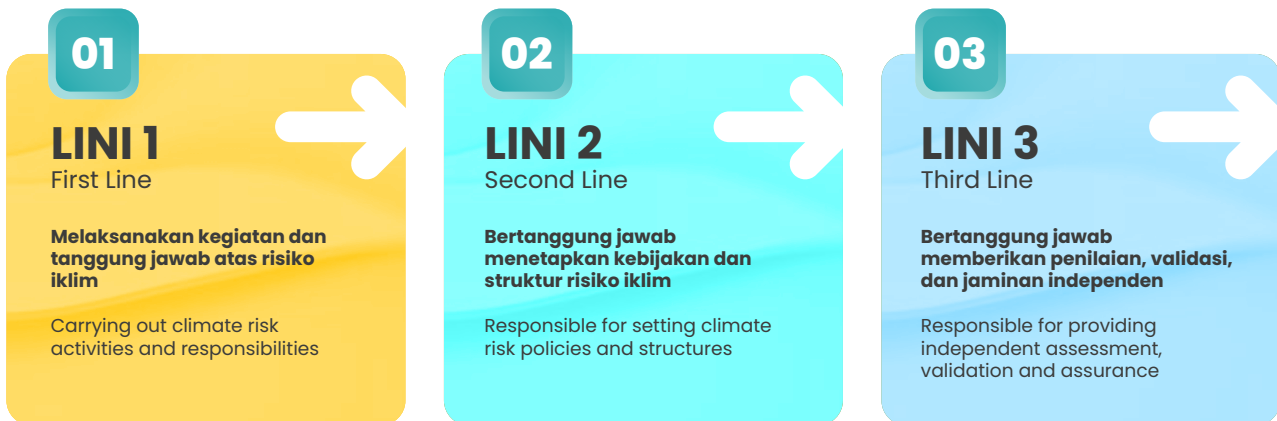 01
LINI 1
First Line
Melaksanakan kegiatan dan
tanggung jawab atas risiko
iklim
Carrying out climate risk
activities and responsibilities
02
LINI 2
Second Line
Bertanggung jawab
menetapkan kebijakan dan
struktur risiko iklim
Responsible for setting climate
risk policies and structures
03
LINI 3
Third Line
Bertanggung jawab
memberikan penilaian, validasi,
dan jaminan independen
Responsible for providing
independent assessment,
validation and assurance